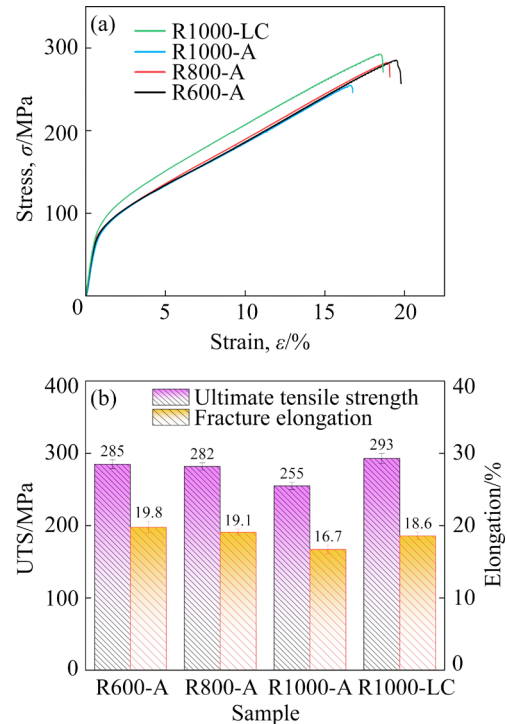 (a)
R1000-LC
R1000-A
R800-A
R600-A
300
200
100
0
5
10
15
20
Stress, σ/MPa
Strain, ε/%
(b)
Ultimate tensile strength
Fracture elongation
400
300
200
100
0
40
30
20
10
0
285
282
255
293
19.8
19.1
16.7
18.6
UTS/MPa
Elongation/%
R600-A R800-A R1000-A R1000-LC
Sample